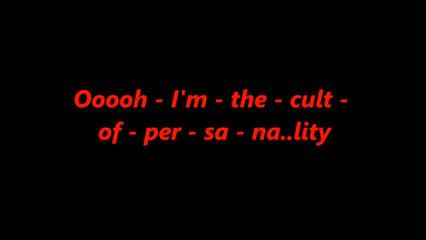 Ooooh - I'm - the - cult -
of - per - sa - na..lity